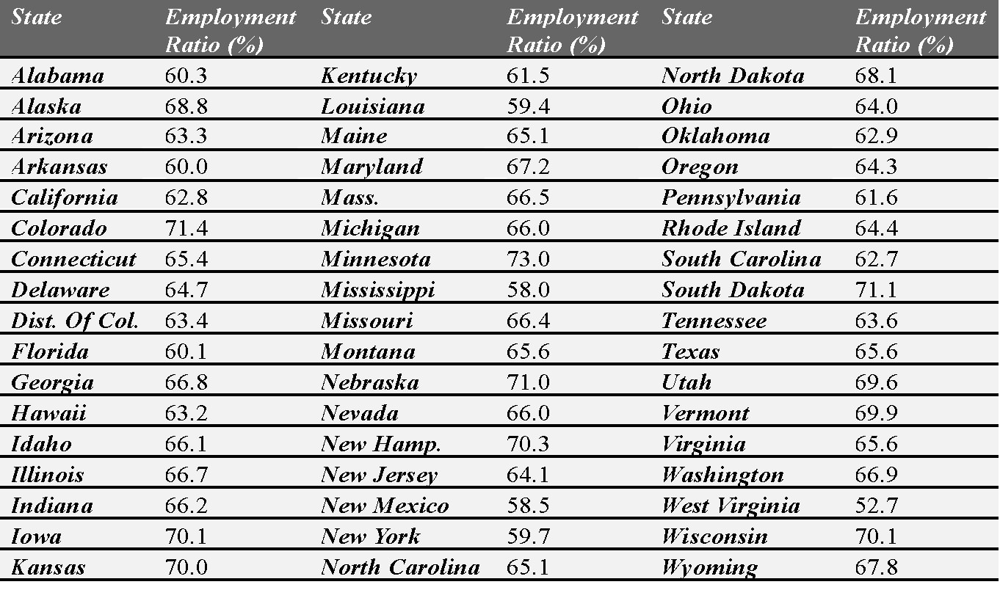 State Employment Ratio (%) State Employment Ratio (%) State Employment Ratio (%)
Alabama 60.3 Kentucky 61.5 North Dakota 68.1
Alaska 68.8 Louisiana 59.4 Ohio 64.0
Arizona 63.3 Maine 65.1 Oklahoma 62.9
Arkansas 60.0 Maryland 67.2 Oregon 64.3
California 62.8 Mass. 66.5 Pennsylvania 61.6
Colorado 71.4 Michigan 66.0 Rhode Island 64.4
Connecticut 65.4 Minnesota 73.0 South Carolina 62.7
Delaware 64.7 Mississippi 58.0 South Dakota 71.1
Dist. Of Col. 63.4 Missouri 66.4 Tennessee 63.6
Florida 60.1 Montana 65.6 Texas 65.6
Georgia 66.8 Nebraska 71.0 Utah 69.6
Hawaii 63.2 Nevada 66.0 Vermont 69.9
Idaho 66.1 New Hamp. 70.3 Virginia 65.6
Illinois 66.7 New Jersey 64.1 Washington 66.9
Indiana 66.2 New Mexico 58.5 West Virginia 52.7
Iowa 70.1 New York 59.7 Wisconsin 70.1
Kansas 70.0 North Carolina 65.1 Wyoming 67.8